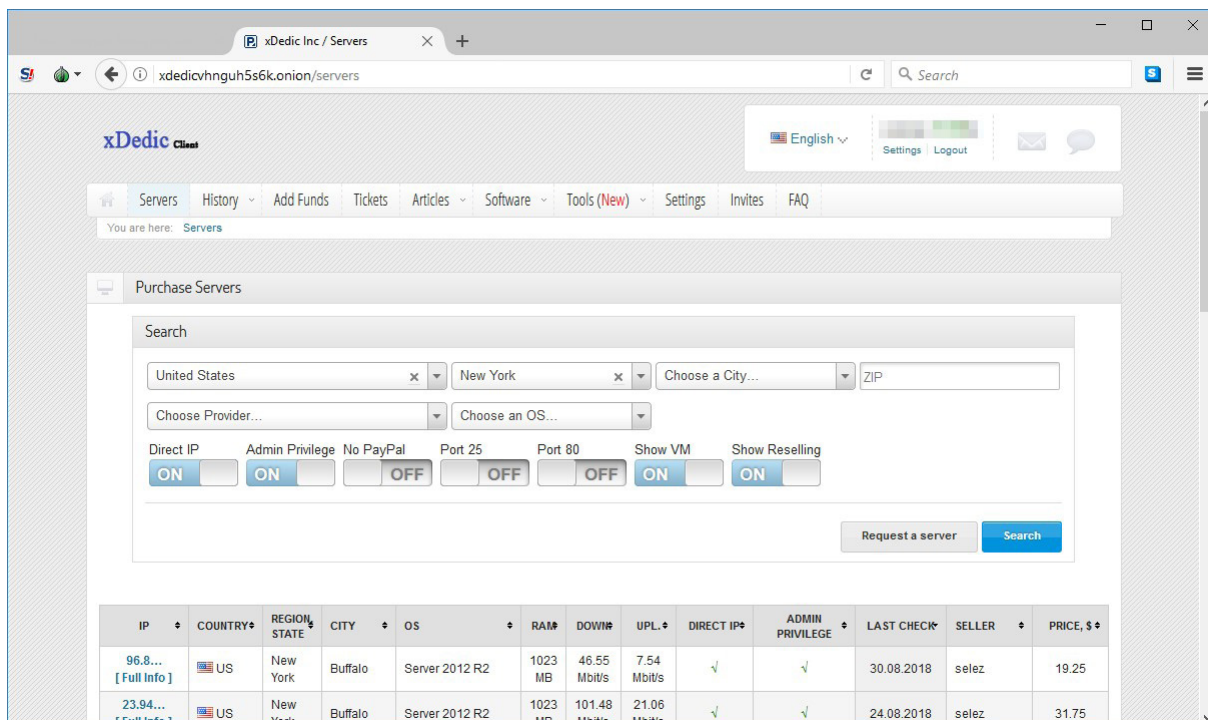 xDedic Inc / Servers
S!
xdedicvhnguh5s6k.onion/servers
Search
S
xDedic Client
English
Settings Logout
Servers History Add Funds Tickets Articles Software Tools (New) Settings Invites FAQ
You are here: Servers
Purchase Servers
Search
United States x New York x Choose a City... ZIP
Choose Provider... Choose an OS...
Direct IP Admin Privilege No PayPal Port 25 Port 80 Show VM Show Reselling
ON ON OFF OFF OFF ON ON
Request a server Search
IP COUNTRY REGION, STATE CITY OS RAM DOWN UPL. DIRECT IP ADMIN PRIVILEGE LAST CHECK SELLER PRICE, $
96.8... [ Full Info ] US New York Buffalo Server 2012 R2 1023 MB 46.55 Mbit/s 7.54 Mbit/s √ √ 30.08.2018 selez 19.25
23.94... [ Full Info ] US New York Buffalo Server 2012 R2 1023 MB 101.48 Mbit/s 21.06 Mbit/s √ √ 24.08.2018 selez 31.75